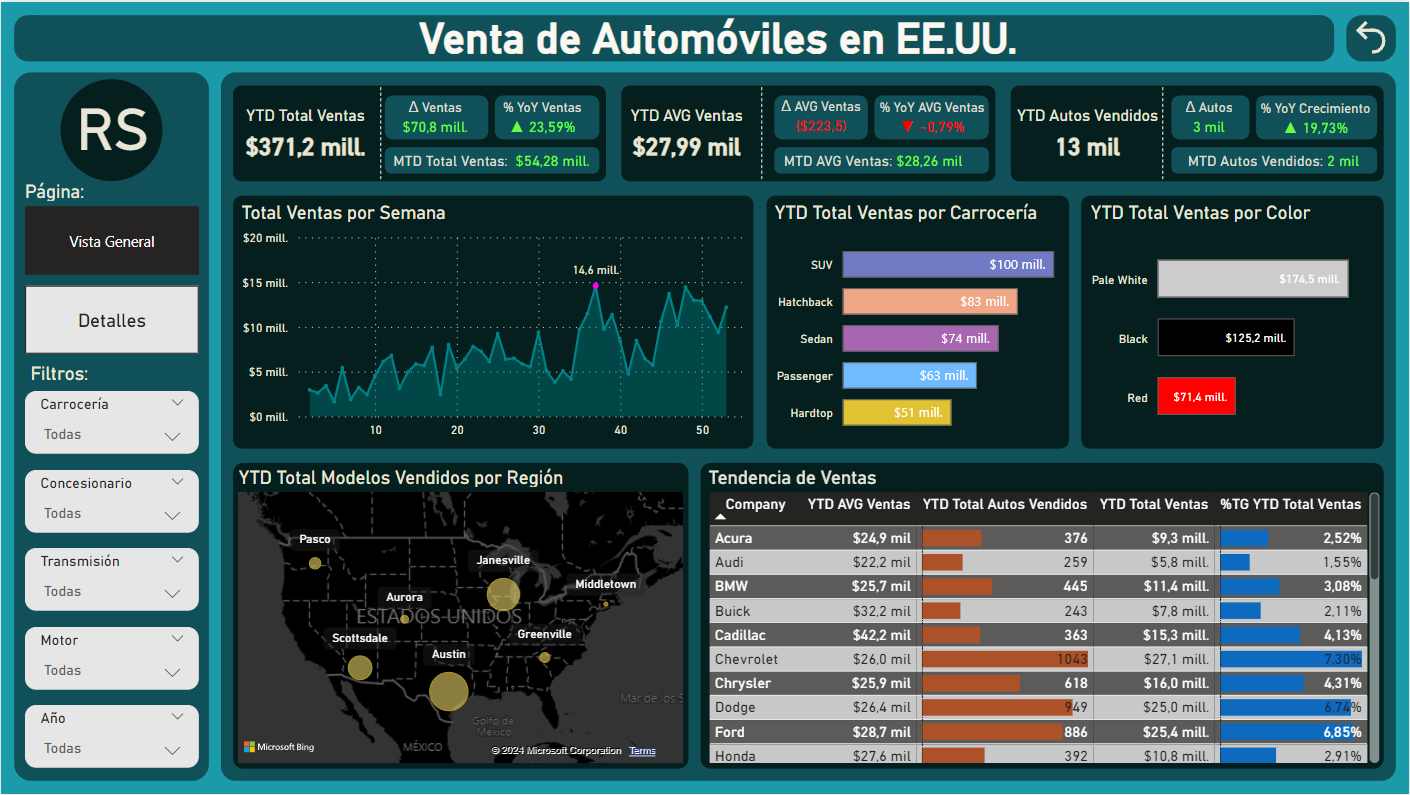 Venta de Automóviles en EE.UU.
RS
Página:
Vista General
Detalles
Filtros:
Carrocería
Todas
Concesionario
Todas
Transmisión
Todas
Motor
Todas
Año
Todas
YTD Total Ventas
$371,2 mill.
Δ Ventas
$70,8 mill.
% YoY Ventas
▲ 23,59%
MTD Total Ventas: $54,28 mill.
YTD AVG Ventas
$27,99 mil
Δ AVG Ventas
($223,5)
% YoY AVG Ventas
▼ -0,79%
MTD AVG Ventas: $28,26 mil
YTD Autos Vendidos
13 mil
Δ Autos
3 mil
% YoY Crecimiento
▲ 19,73%
MTD Autos Vendidos: 2 mil
Total Ventas por Semana
$20 mill.
$15 mill.
$10 mill.
$5 mill.
$0 mill.
14,6 mill.
10 20 30 40 50
YTD Total Ventas por Carrocería
SUV $100 mill.
Hatchback $83 mill.
Sedan $74 mill.
Passenger $63 mill.
Hardtop $51 mill.
YTD Total Ventas por Color
Pale White $174,5 mill.
Black $125,2 mill.
Red $71,4 mill.
YTD Total Modelos Vendidos por Región
Pasco
Janesville
Middletown
Aurora
ESTADOS UNIDOS
Scottsdale
Greenville
Austin
Mar de los S
Golfo de
México
MÉXICO
Microsoft Bing
© 2024 Microsoft Corporation Terms
Tendencia de Ventas
Company YTD AVG Ventas YTD Total Autos Vendidos YTD Total Ventas %TG YTD Total Ventas
Acura $24,9 mil 376 $9,3 mill. 2,52%
Audi $22,2 mil 259 $5,8 mill. 1,55%
BMW $25,7 mil 445 $11,4 mill. 3,08%
Buick $32,2 mil 243 $7,8 mill. 2,11%
Cadillac $42,2 mil 363 $15,3 mill. 4,13%
Chevrolet $26,0 mil 1043 $27,1 mill. 7,30%
Chrysler $25,9 mil 618 $16,0 mill. 4,31%
Dodge $26,4 mil 949 $25,0 mill. 6,74%
Ford $28,7 mil 886 $25,4 mill. 6,85%
Honda $27,6 mil 392 $10,8 mill. 2,91%